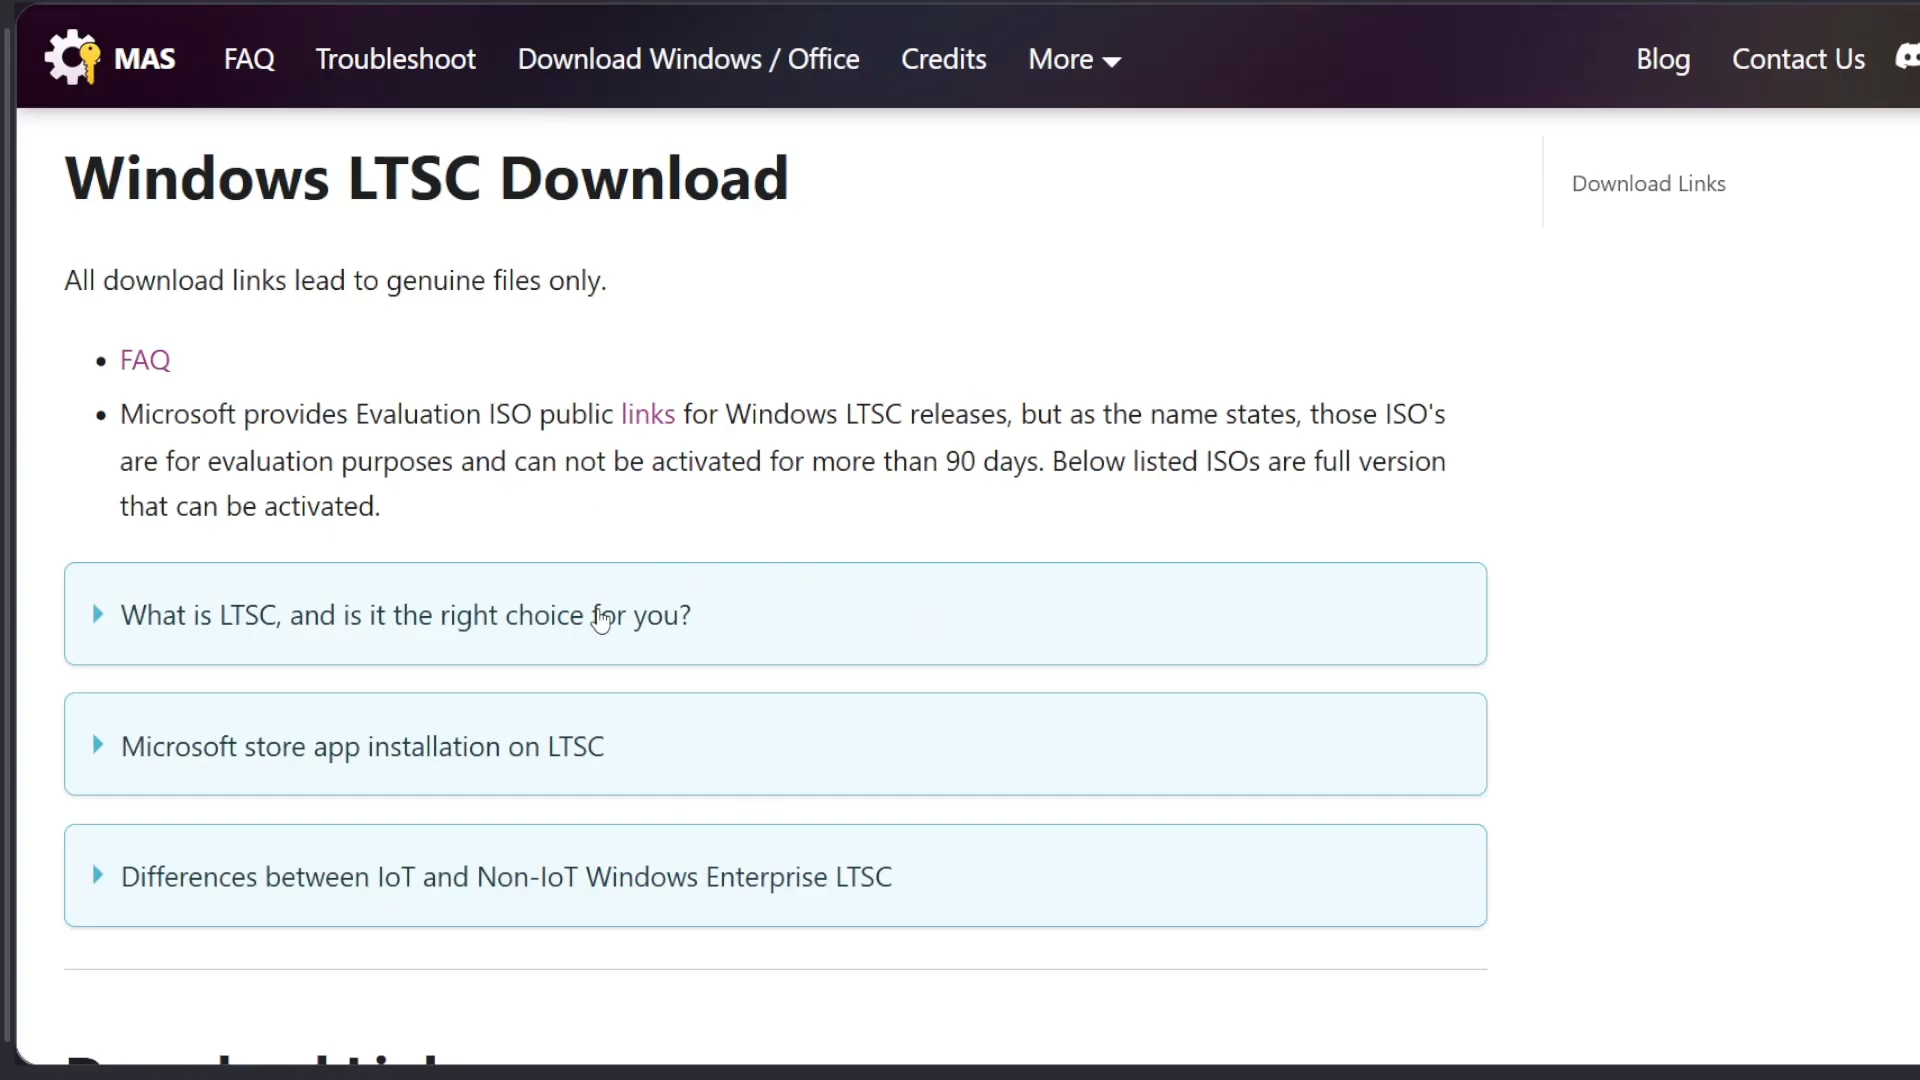 MAS FAQ Troubleshoot Download Windows / Office Credits More Blog Contact Us
Windows LTSC Download
Download Links
All download links lead to genuine files only.
FAQ
Microsoft provides Evaluation ISO public links for Windows LTSC releases, but as the name states, those ISO's
are for evaluation purposes and can not be activated for more than 90 days. Below listed ISOs are full version
that can be activated.
What is LTSC, and is it the right choice for you?
Microsoft store app installation on LTSC
Differences between IoT and Non-IoT Windows Enterprise LTSC